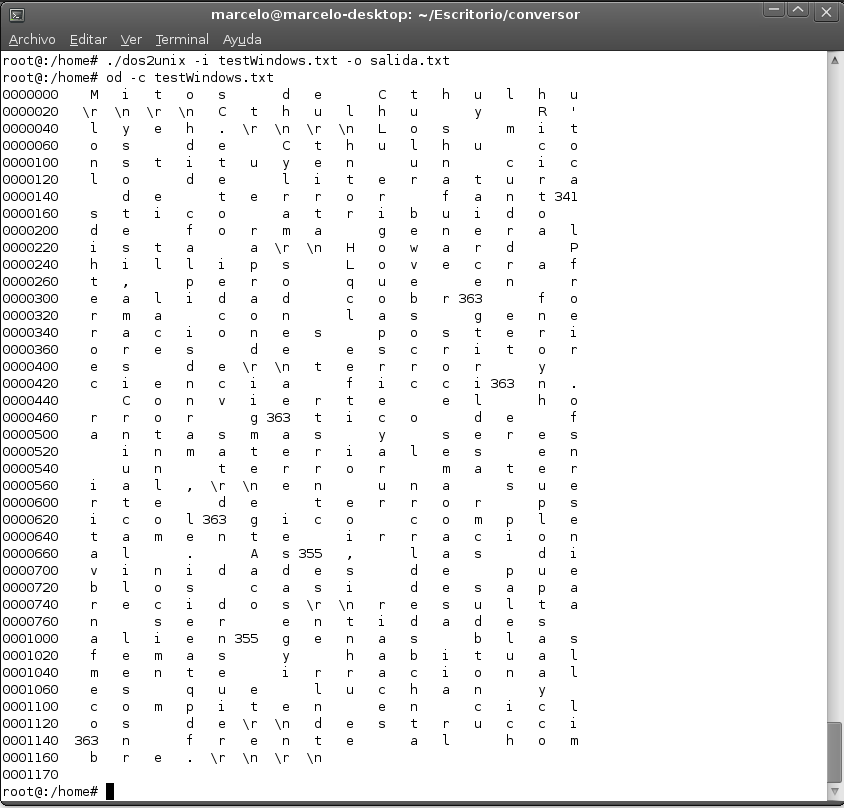 marcelo@marcelo-desktop: ~/Escritorio/conversor
Archivo Editar Ver Terminal Ayuda
root@:/home# ./dos2unix -i testWindows.txt -o salida.txt
root@:/home# od -c testWindows.txt
0000000 M i t o s   d e   C t h u l h u
0000020 \r \n \r \n C t h u l h u   y   R '
0000040 l y e h . \r \n \r \n L o s   m i t
0000060 o s   d e   C t h u l h u   c o
0000100 n s t i t u y e n   u n   c i c
0000120 l o   d e   l i t e r a t u r a
0000140   d e   t e r r o r   f a n t 341
0000160 s t i c o   a t r i b u i d o
0000200 d e   f o r m a   g e n e r a l
0000220 i s t a   a \r \n H o w a r d   P
0000240 h i l l i p s   L o v e c r a f
0000260 t ,   p e r o   q u e   e n   r
0000300 e a l i d a d   c o b r 363   f o
0000320 r m a   c o n   l a s   g e n e
0000340 r a c i o n e s   p o s t e r i
0000360 o r e s   d e   e s c r i t o r
0000400 e s   d e \r \n t e r r o r   y
0000420 c i e n c i a   f i c c i 363 n .
0000440   C o n v i e r t e   e l   h o
0000460 r r o r   g 363 t i c o   d e   f
0000500 a n t a s m a s   y   s e r e s
0000520   i n m a t e r i a l e s   e n
0000540   u n   t e r r o r   m a t e r
0000560 i a l , \r \n e n   u n a   s u e
0000600 r t e   d e   t e r r o r   p s
0000620 i c o l 363 g i c o   c o m p l e
0000640 t a m e n t e   i r r a c i o n
0000660 a l .   A s 355 ,   l a s   d i
0000700 v i n i d a d e s   d e   p u e
0000720 b l o s   c a s i   d e s a p a
0000740 r e c i d o s \r \n r e s u l t a
0000760 n   s e r   e n t i d a d e s
0001000 a l i e n 355 g e n a s   b l a s
0001020 f e m a s   y   h a b i t u a l
0001040 m e n t e   i r r a c i o n a l
0001060 e s   q u e   l u c h a n   y
0001100 c o m p i t e n   e n   c i c l
0001120 o s   d e \r \n d e s t r u c c i
0001140 363 n   f r e n t e   a l   h o m
0001160 b r e . \r \n \r \n
0001170
root@:/home#